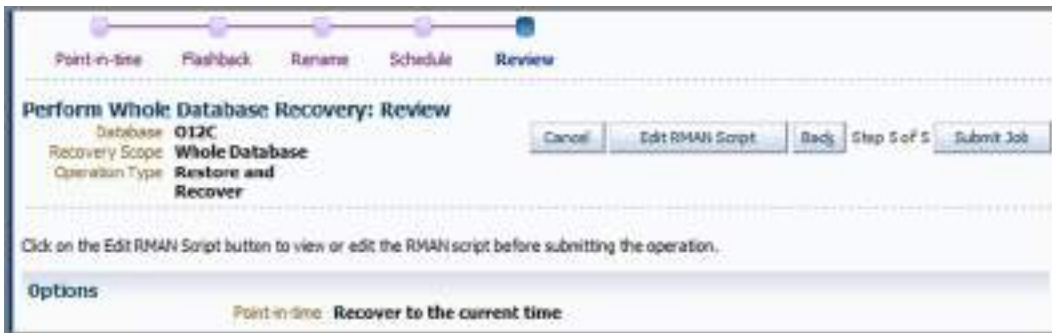 Point-in-time Flashback Rename Schedule Review
Perform Whole Database Recovery: Review
Database O12C
Recovery Scope Whole Database
Operation Type Restore and
Recover
Cancel Edit RMAN Script Back Step 5 of 5 Submit Job
Click on the Edit RMAN Script button to view or edit the RMAN script before submitting the operation.
Options
Point-in-time Recover to the current time